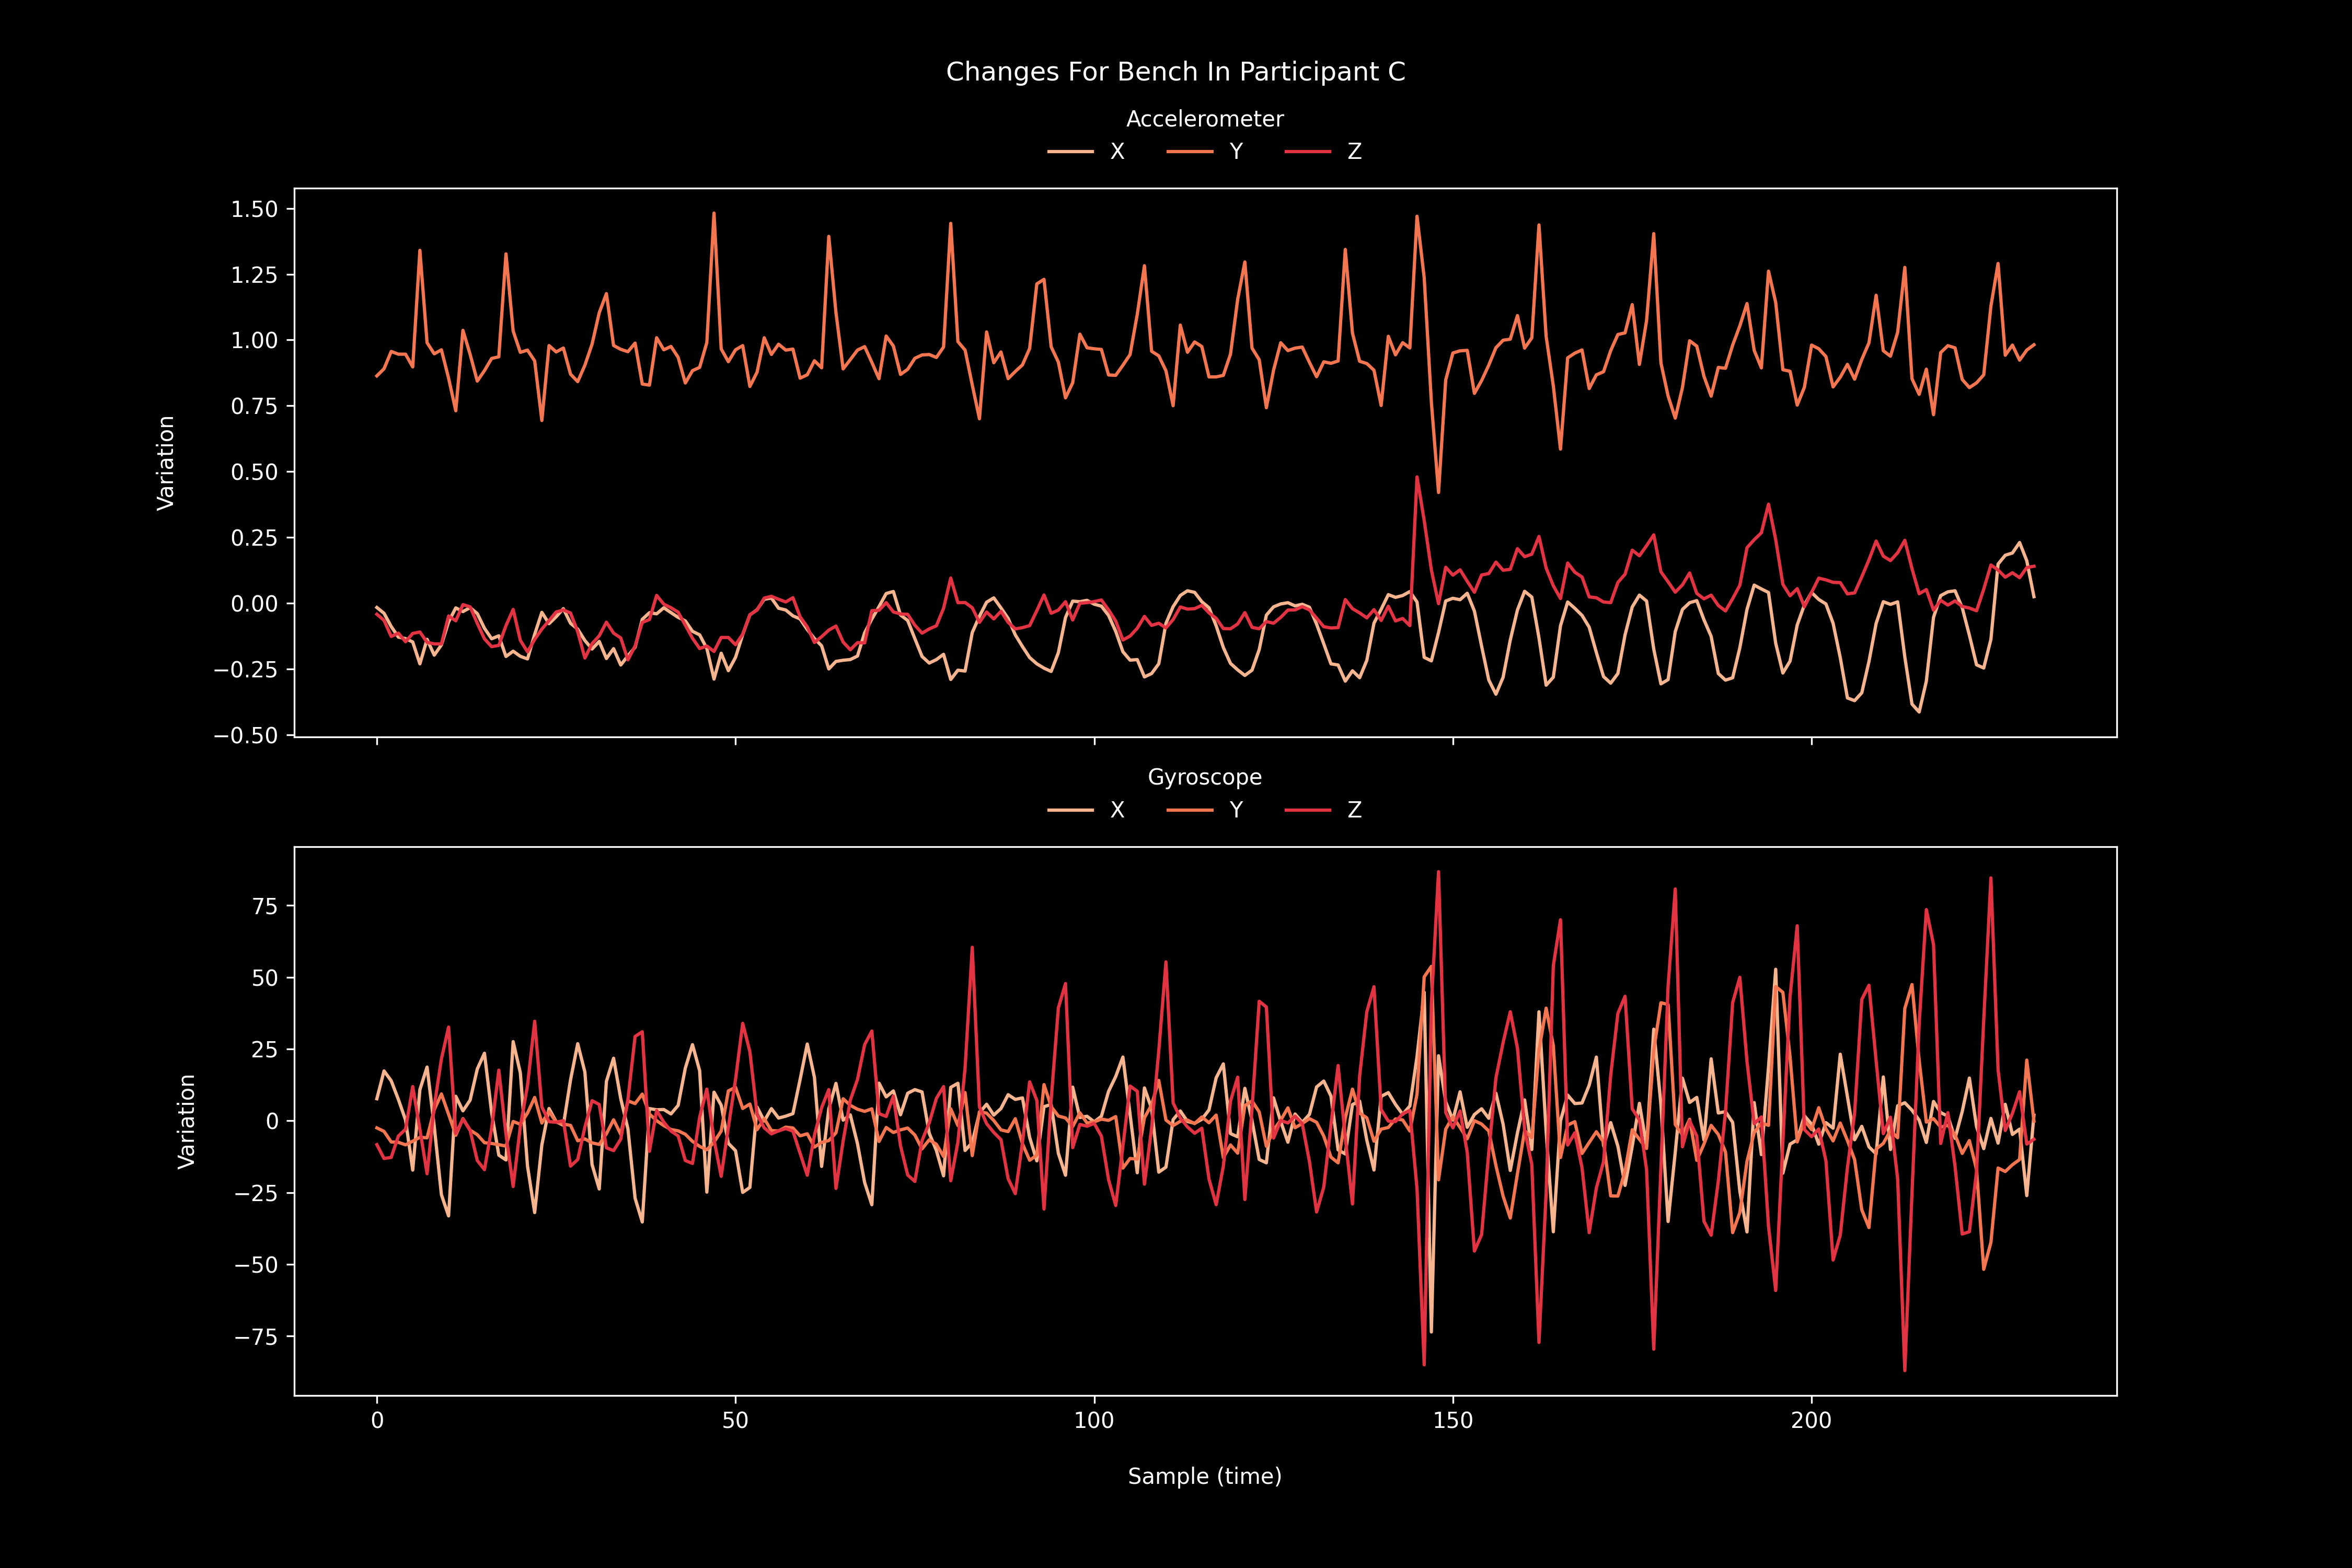 Changes For Bench In Participant C
Accelerometer
X Y Z
1.50
1.25
1.00
0.75
0.50
0.25
0.00
−0.25
−0.50
Variation
Gyroscope
X Y Z
75
50
25
0
−25
−50
−75
Variation
0 50 100 150 200
Sample (time)